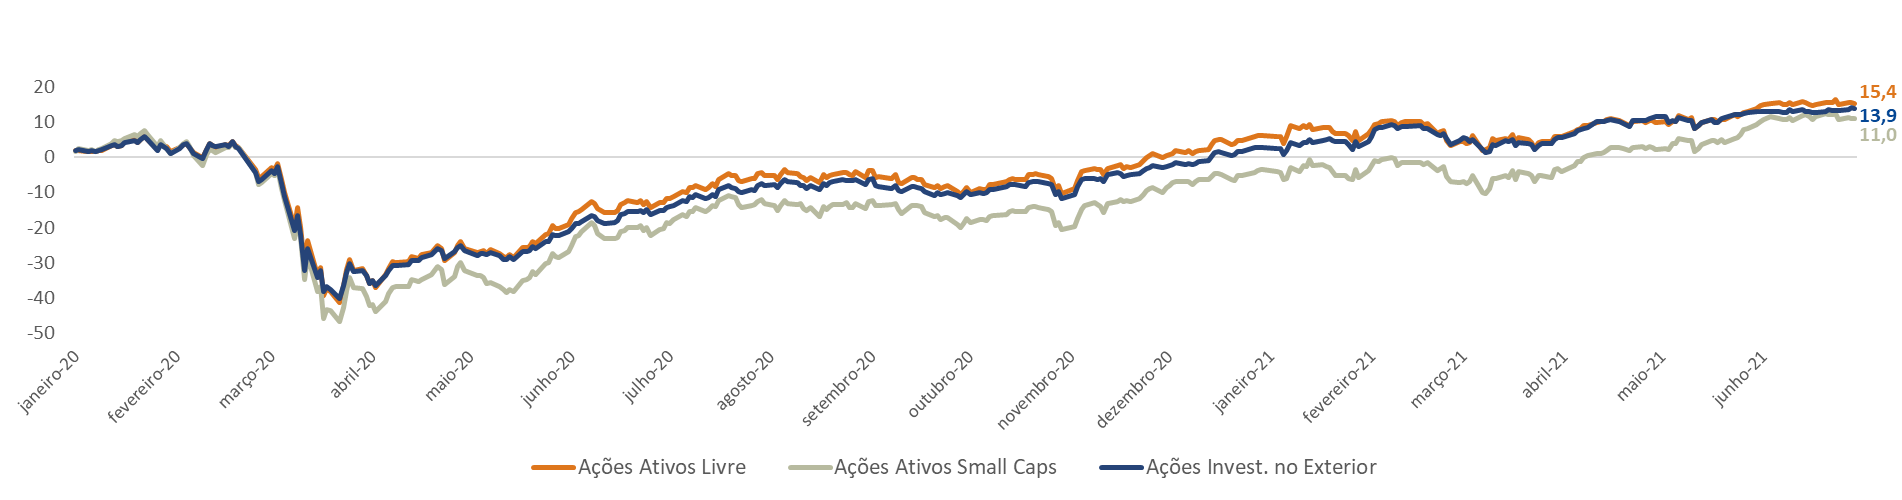 20
10
0
-10
-20
-30
-40
-50
15,4
13,9
11,0
janeiro-20
fevereiro-20
março-20
abril-20
maio-20
junho-20
julho-20
agosto-20
setembro-20
outubro-20
novembro-20
dezembro-20
janeiro-21
fevereiro-21
março-21
abril-21
maio-21
junho-21
Ações Ativos Livre
Ações Ativos Small Caps
Ações Invest. no Exterior